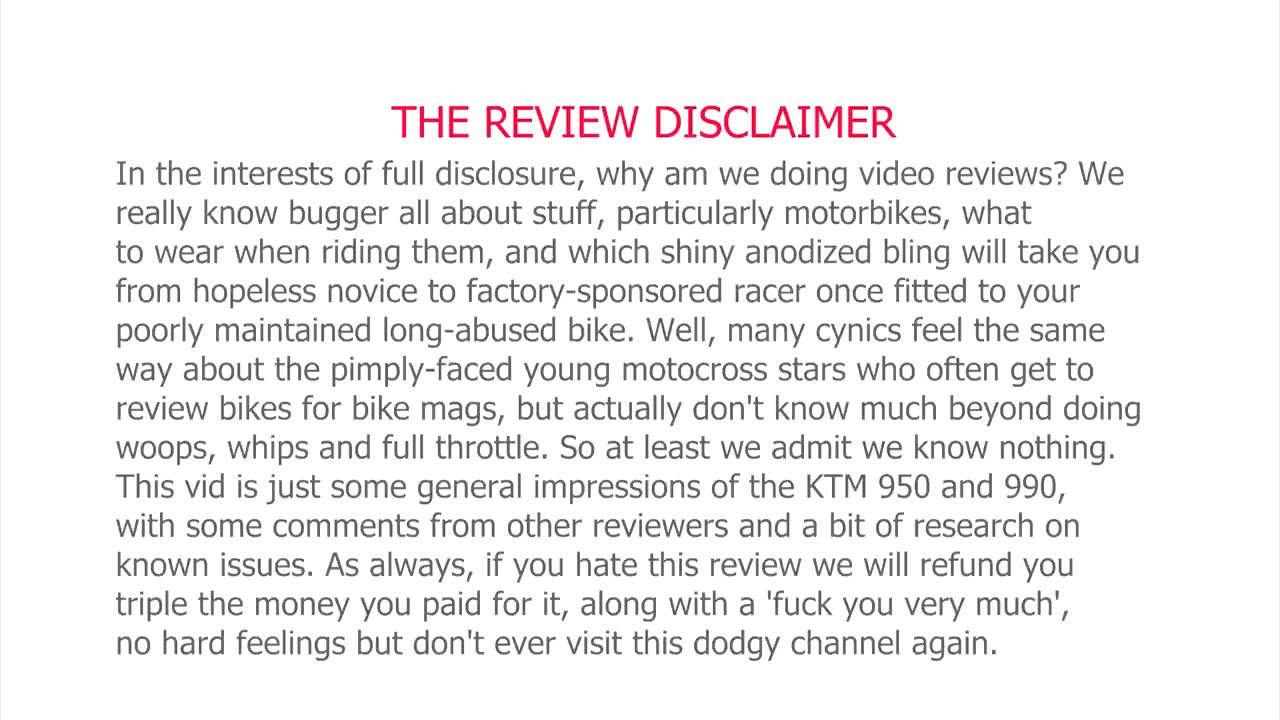 THE REVIEW DISCLAIMER
In the interests of full disclosure, why am we doing video reviews? We
really know bugger all about stuff, particularly motorbikes, what
to wear when riding them, and which shiny anodized bling will take you
from hopeless novice to factory-sponsored racer once fitted to your
poorly maintained long-abused bike. Well, many cynics feel the same
way about the pimply-faced young motocross stars who often get to
review bikes for bike mags, but actually don't know much beyond doing
woops, whips and full throttle. So at least we admit we know nothing.
This vid is just some general impressions of the KTM 950 and 990,
with some comments from other reviewers and a bit of research on
known issues. As always, if you hate this review we will refund you
triple the money you paid for it, along with a 'fuck you very much',
no hard feelings but don't ever visit this dodgy channel again.